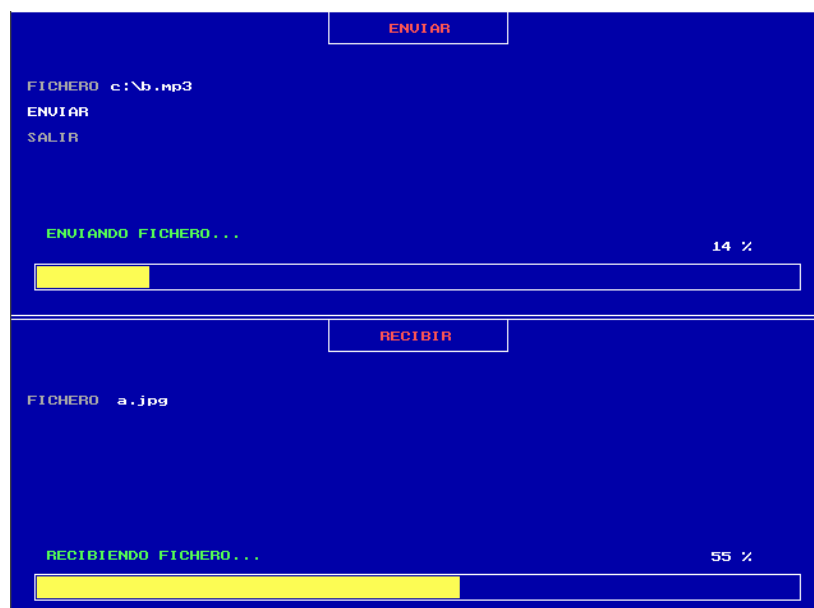 ENVIAR
FICHERO c:\b.mp3
ENVIAR
SALIR
ENVIANDO FICHERO...
14 %
RECIBIR
FICHERO a.jpg
RECIBIENDO FICHERO...
55 %